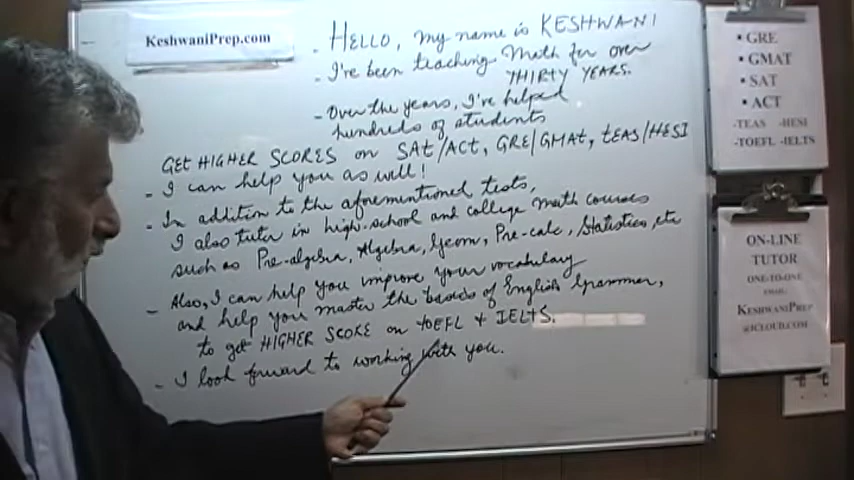 KeshwaniPrep.com
- HELLO, my name is KESHWANI
- I've been teaching Math for over
THIRTY YEARS.
- Over the years, I've helped
hundreds of students
GET HIGHER SCORES on SAT/ACT, GRE/GMAT, TEAS/HESI
- I can help you as will!
- In addition to the aforementioned tests,
I also tutor in high-school and college math courses
such as Pre-algebra, Algebra, Geom, Pre-calc, Statistics, etc
- Also, I can help you improve your vocabulary
and help you master the basics of English Grammer,
to get HIGHER SCORE on TOEFL & IELTS.
- I look forward to working with you.
• GRE
• GMAT
• SAT
• ACT
-TEAS -HESI
-TOEFL -IELTS
ON-LINE
TUTOR
ONE-TO-ONE
EMAIL:
KESHWANIPREP
@ICLOUD.COM